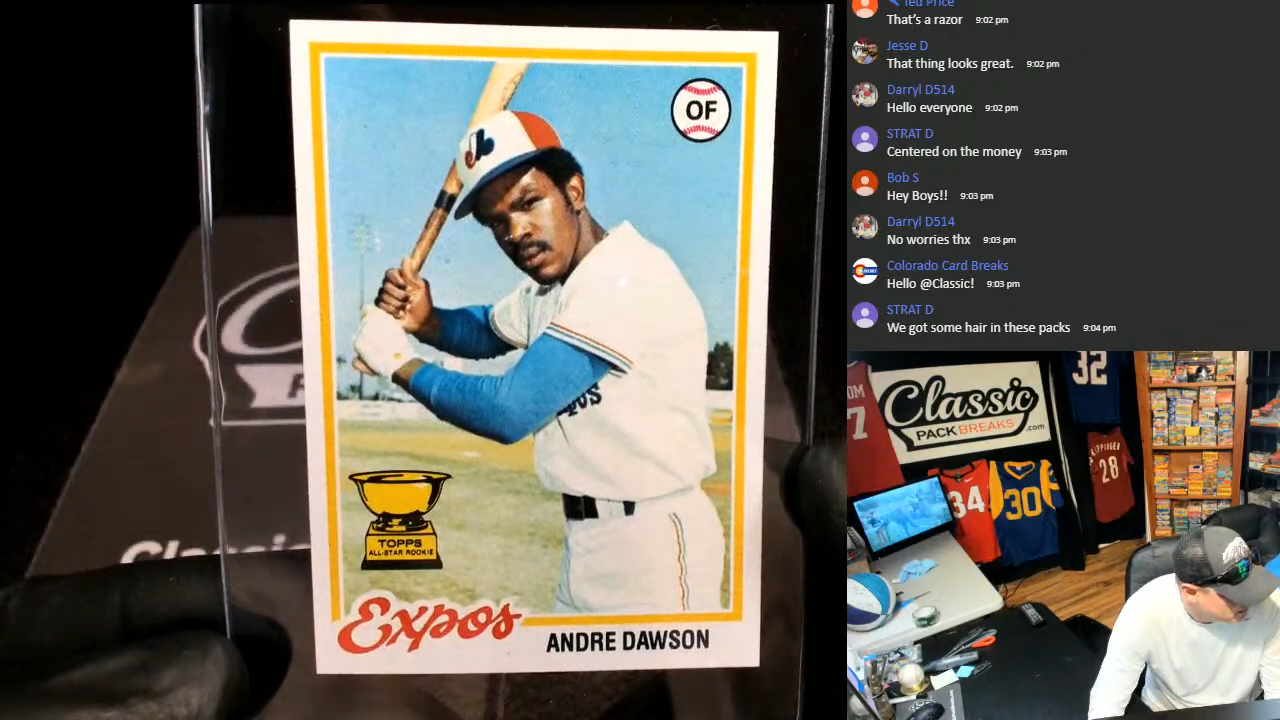 OF
TOPPS
ALL-STAR ROOKIE
Expos
ANDRE DAWSON
Ted Price
That's a razor 9:02 pm
Jesse D
That thing looks great. 9:02 pm
Darryl D514
Hello everyone 9:02 pm
STRAT D
Centered on the money 9:03 pm
Bob S
Hey Boys!! 9:03 pm
Darryl D514
No worries thx 9:03 pm
Colorado Card Breaks
Hello @Classic! 9:03 pm
STRAT D
We got some hair in these packs 9:04 pm
Classic
PACKBREAKS.com
32
7
34
30
28